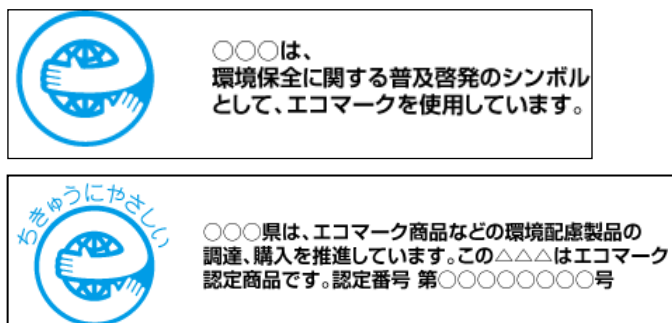 ○○○は、
環境保全に関する普及啓発のシンボル
として、エコマークを使用しています。
ちきゅうにやさしい
○○○県は、エコマーク商品などの環境配慮製品の
調達、購入を推進しています。この△△△はエコマーク
認定商品です。認定番号 第○○○○○○○○号